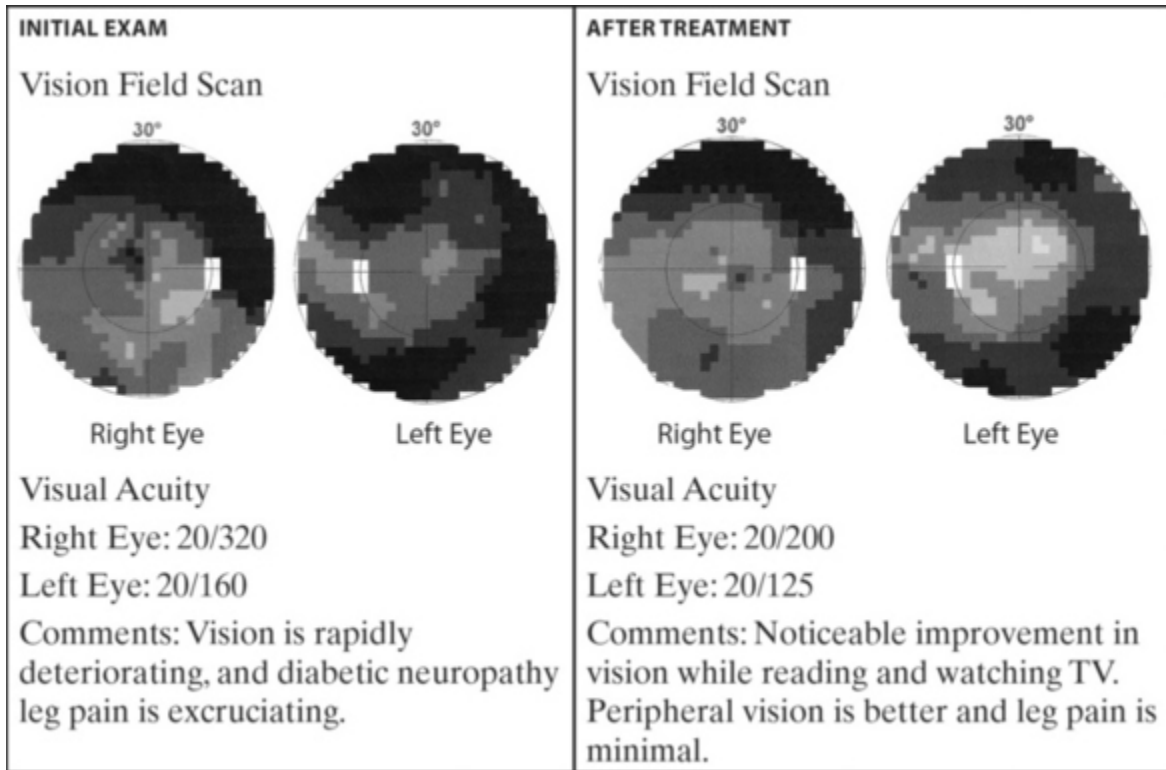 INITIAL EXAM
Vision Field Scan
30°
30°
Right Eye
Left Eye
Visual Acuity
Right Eye: 20/320
Left Eye: 20/160
Comments: Vision is rapidly
deteriorating, and diabetic neuropathy
leg pain is excruciating.
AFTER TREATMENT
Vision Field Scan
30°
30°
Right Eye
Left Eye
Visual Acuity
Right Eye: 20/200
Left Eye: 20/125
Comments: Noticeable improvement in
vision while reading and watching TV.
Peripheral vision is better and leg pain is
minimal.